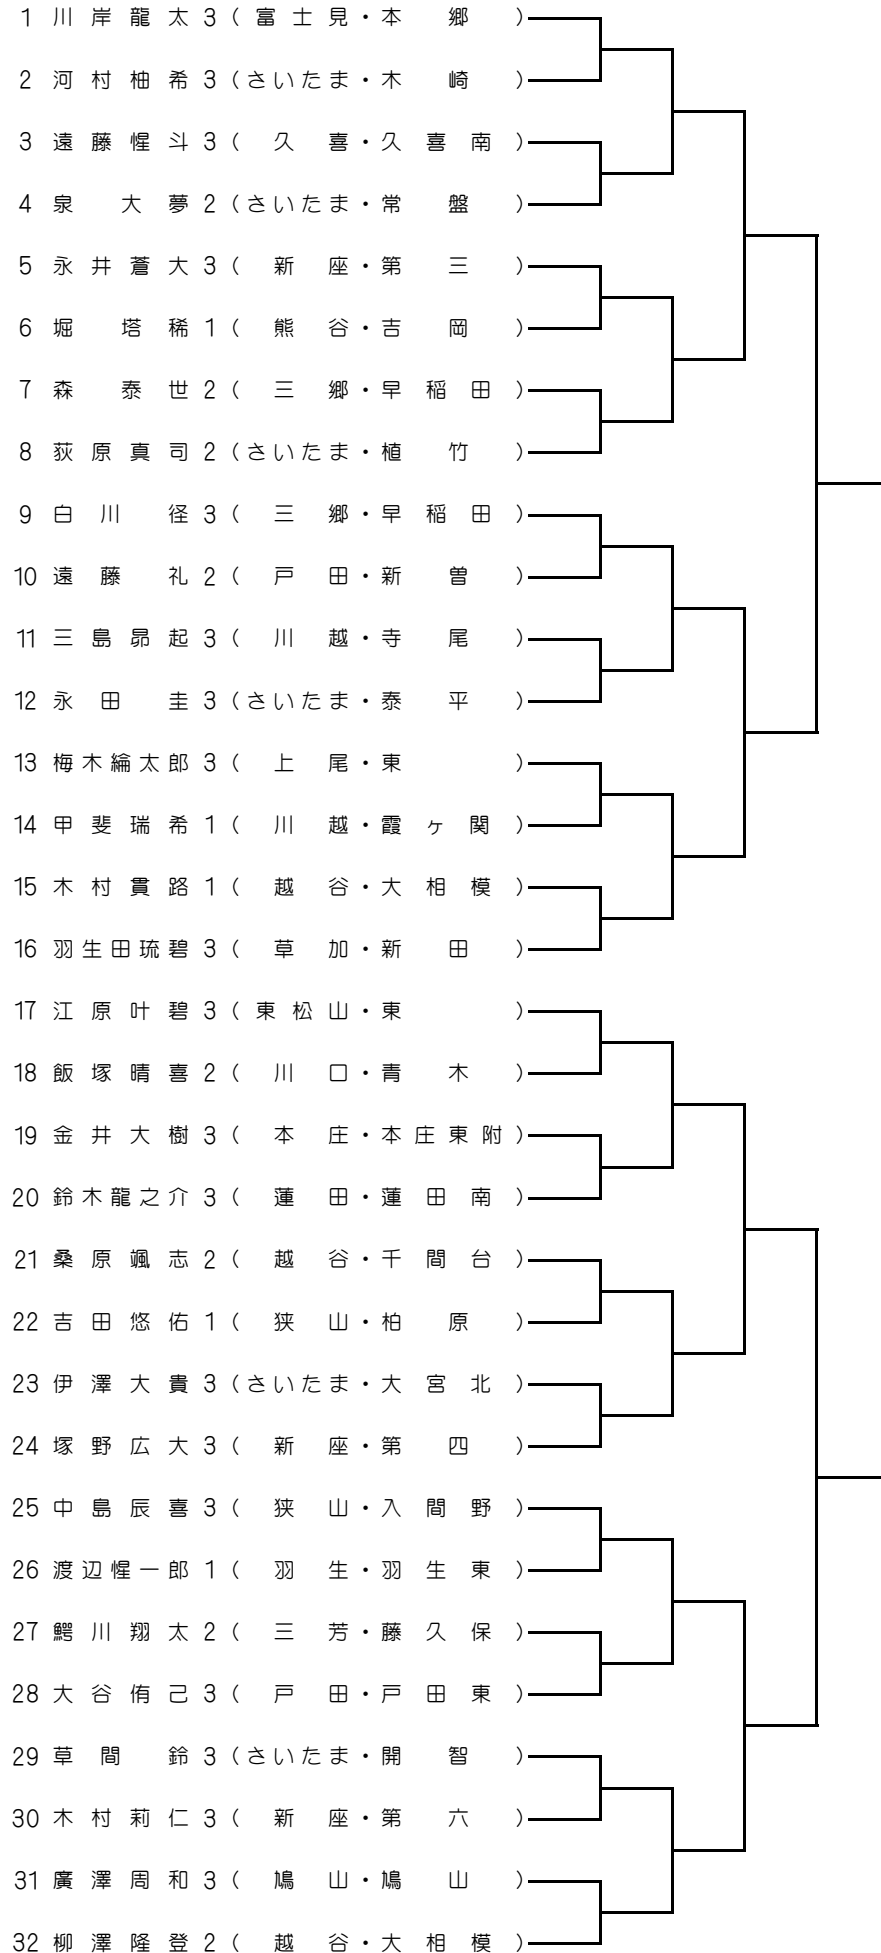 1 川岸龍太 3 (富士見・本郷)
2 河村柚希 3 (さいたま・木崎)
3 遠藤惺斗 3 (久喜・久喜南)
4 泉大夢 2 (さいたま・常盤)
5 永井蒼大 3 (新座・第三)
6 堀塔稀 1 (熊谷・吉岡)
7 森泰世 2 (三郷・早稲田)
8 荻原真司 2 (さいたま・植竹)
9 白川径 3 (三郷・早稲田)
10 遠藤礼 2 (戸田・新曽)
11 三島昴起 3 (川越・寺尾)
12 永田圭 3 (さいたま・泰平)
13 梅木綸太郎 3 (上尾・東)
14 甲斐瑞希 1 (川越・霞ヶ関)
15 木村貫路 1 (越谷・大相模)
16 羽生田琉碧 3 (草加・新田)
17 江原叶碧 3 (東松山・東)
18 飯塚晴喜 2 (川口・青木)
19 金井大樹 3 (本庄・本庄東附)
20 鈴木龍之介 3 (蓮田・蓮田南)
21 桑原颯志 2 (越谷・千間台)
22 吉田悠佑 1 (狭山・柏原)
23 伊澤大貴 3 (さいたま・大宮北)
24 塚野広大 3 (新座・第四)
25 中島辰喜 3 (狭山・入間野)
26 渡辺惺一郎 1 (羽生・羽生東)
27 鰐川翔太 2 (三芳・藤久保)
28 大谷侑己 3 (戸田・戸田東)
29 草間鈴 3 (さいたま・開智)
30 木村莉仁 3 (新座・第六)
31 廣澤周和 3 (鳩山・鳩山)
32 柳澤隆登 2 (越谷・大相模)